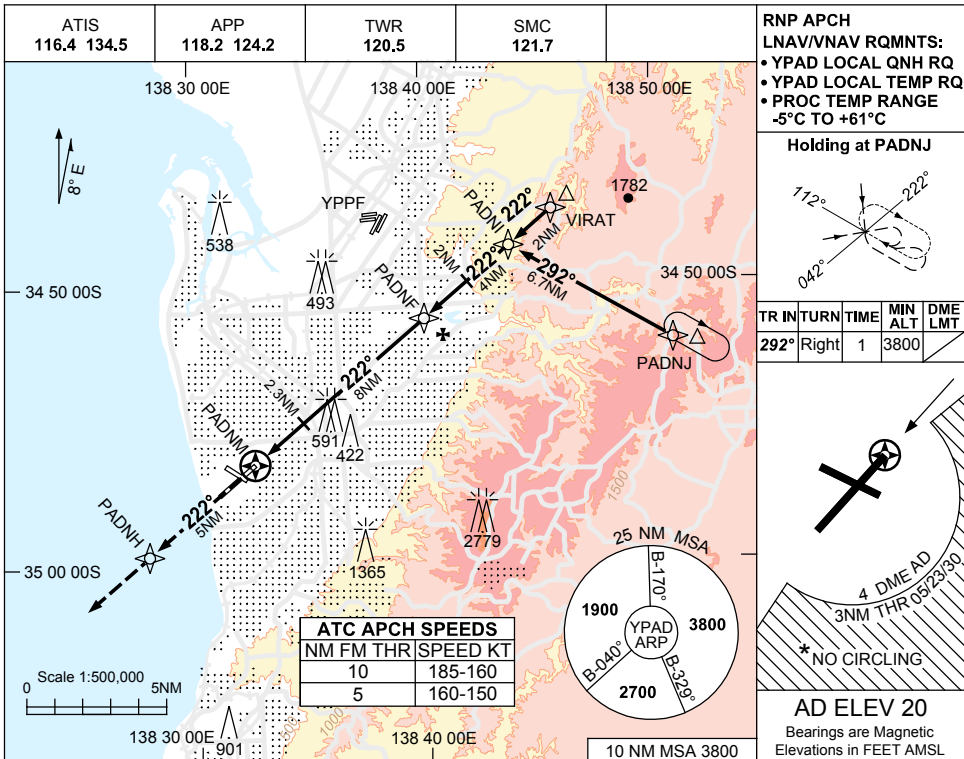 ATIS
116.4 134.5
APP
118.2 124.2
TWR
120.5
SMC
121.7
RNP APCH
LNAV/VNAV RQMNTS:
• YPAD LOCAL QNH RQ
• YPAD LOCAL TEMP RQ
• PROC TEMP RANGE
-5°C TO +61°C
138 30 00E
138 40 00E
138 50 00E
8° E
538
YPPF
493
1782
VIRAT
222°
2NM
PADNI
222°
4NM
2NM
292°
6.7NM
PADNF
PADNJ
34 50 00S
34 50 00S
222°
8NM
2.3NM
591
422
PADNM
222°
5NM
PADNH
1365
2779
1500
35 00 00S
Holding at PADNJ
112°
222°
042°
TR IN TURN TIME MIN ALT DME LMT
292° Right 1 3800
4 DME AD
3NM THR 05/23/30
* NO CIRCLING
25 NM MSA
B-170°
1900
3800
YPAD
ARP
B-040°
B-329°
2700
ATC APCH SPEEDS
NM FM THR SPEED KT
10 185-160
5 160-150
Scale 1:500,000
0 5NM
901
500
1000
138 30 00E
138 40 00E
10 NM MSA 3800
AD ELEV 20
Bearings are Magnetic
Elevations in FEET AMSL